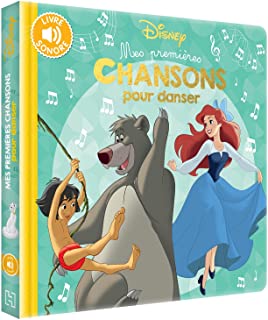 LIVRE
SONORE
Disney
Mes premières
CHANSONS
pour danser
MES PREMIÈRES CHANSONS
pour danser
H